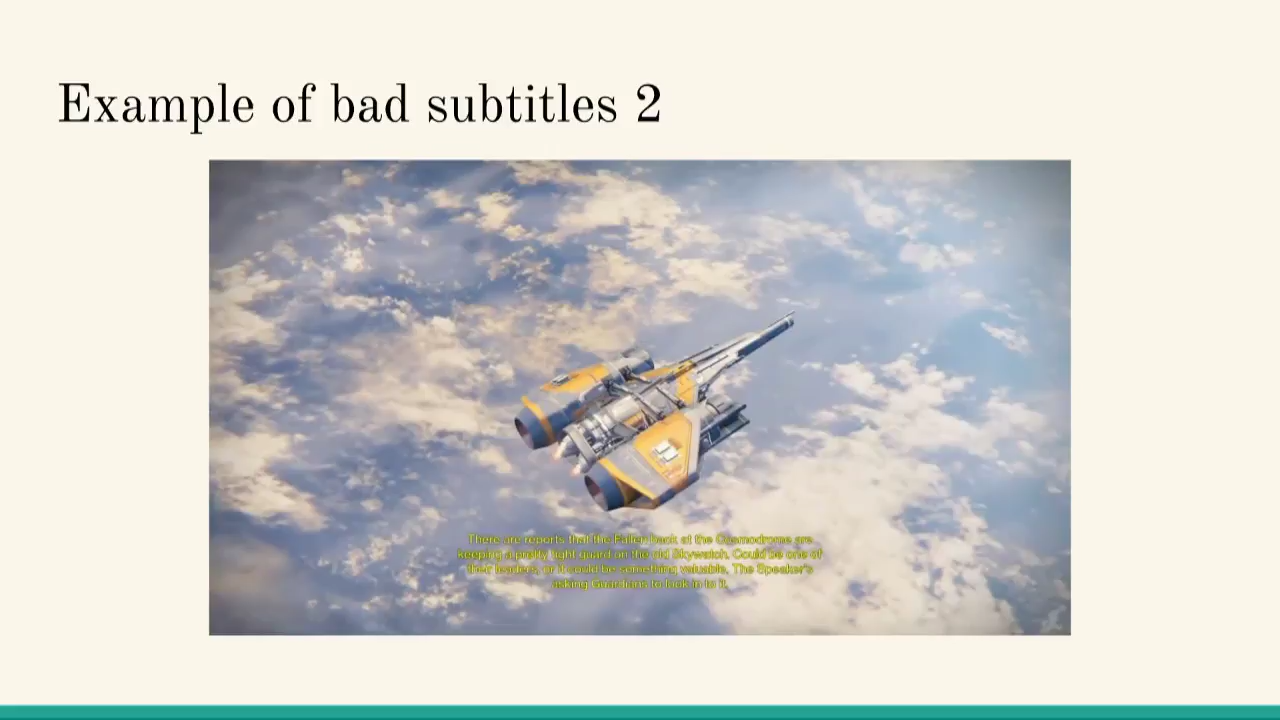 Example of bad subtitles 2
There are reports that the Fallen back at the Cosmodrome are
keeping a pretty tight guard on the old Skywatch. Could be one of
their leaders, or it could be something valuable. The Speaker's
asking Guardians to look in to it.